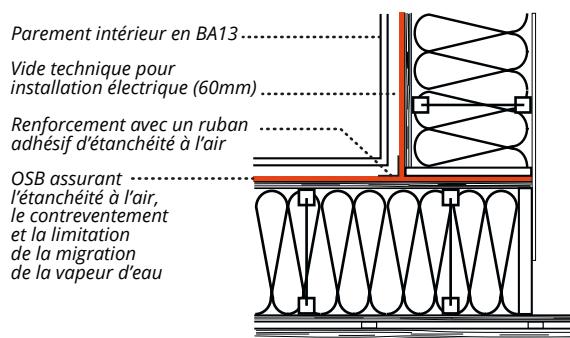 Parement intérieur en BA13
Vide technique pour
installation électrique (60mm)
Renforcement avec un ruban
adhésif d’étanchéité à l’air
OSB assurant
l’étanchéité à l’air,
le contreventement
et la limitation
de la migration
de la vapeur d’eau